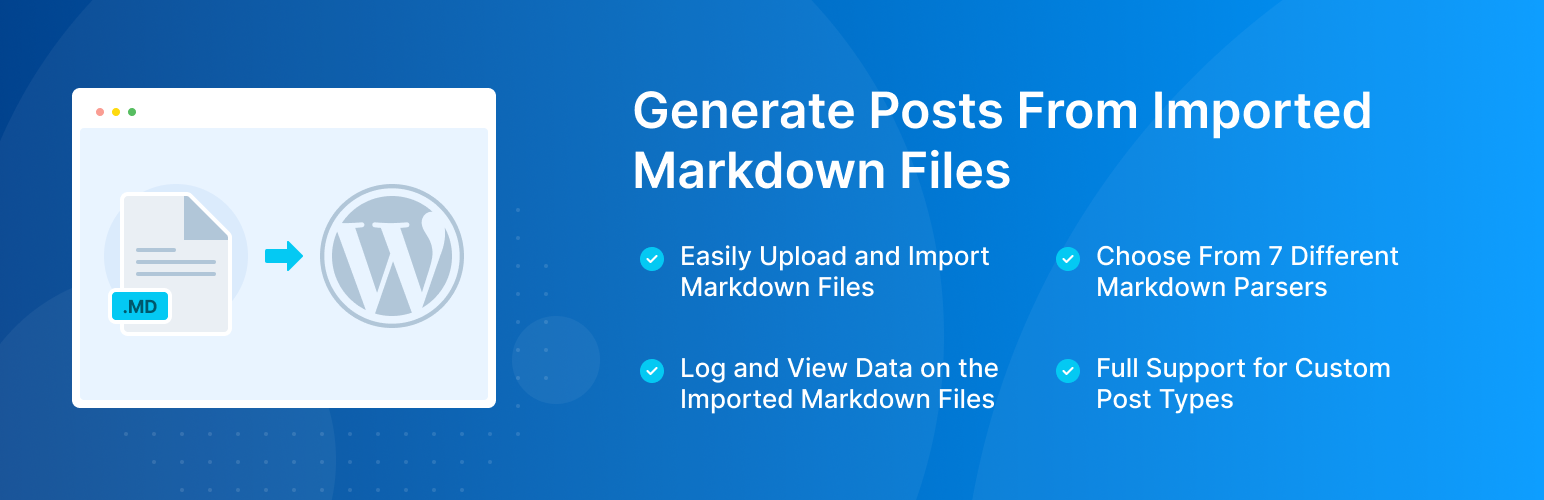 Generate Posts From Imported
Markdown Files
Easily Upload and Import
Markdown Files
Choose From 7 Different
Markdown Parsers
Log and View Data on the
Imported Markdown Files
Full Support for Custom
Post Types
.MD
W